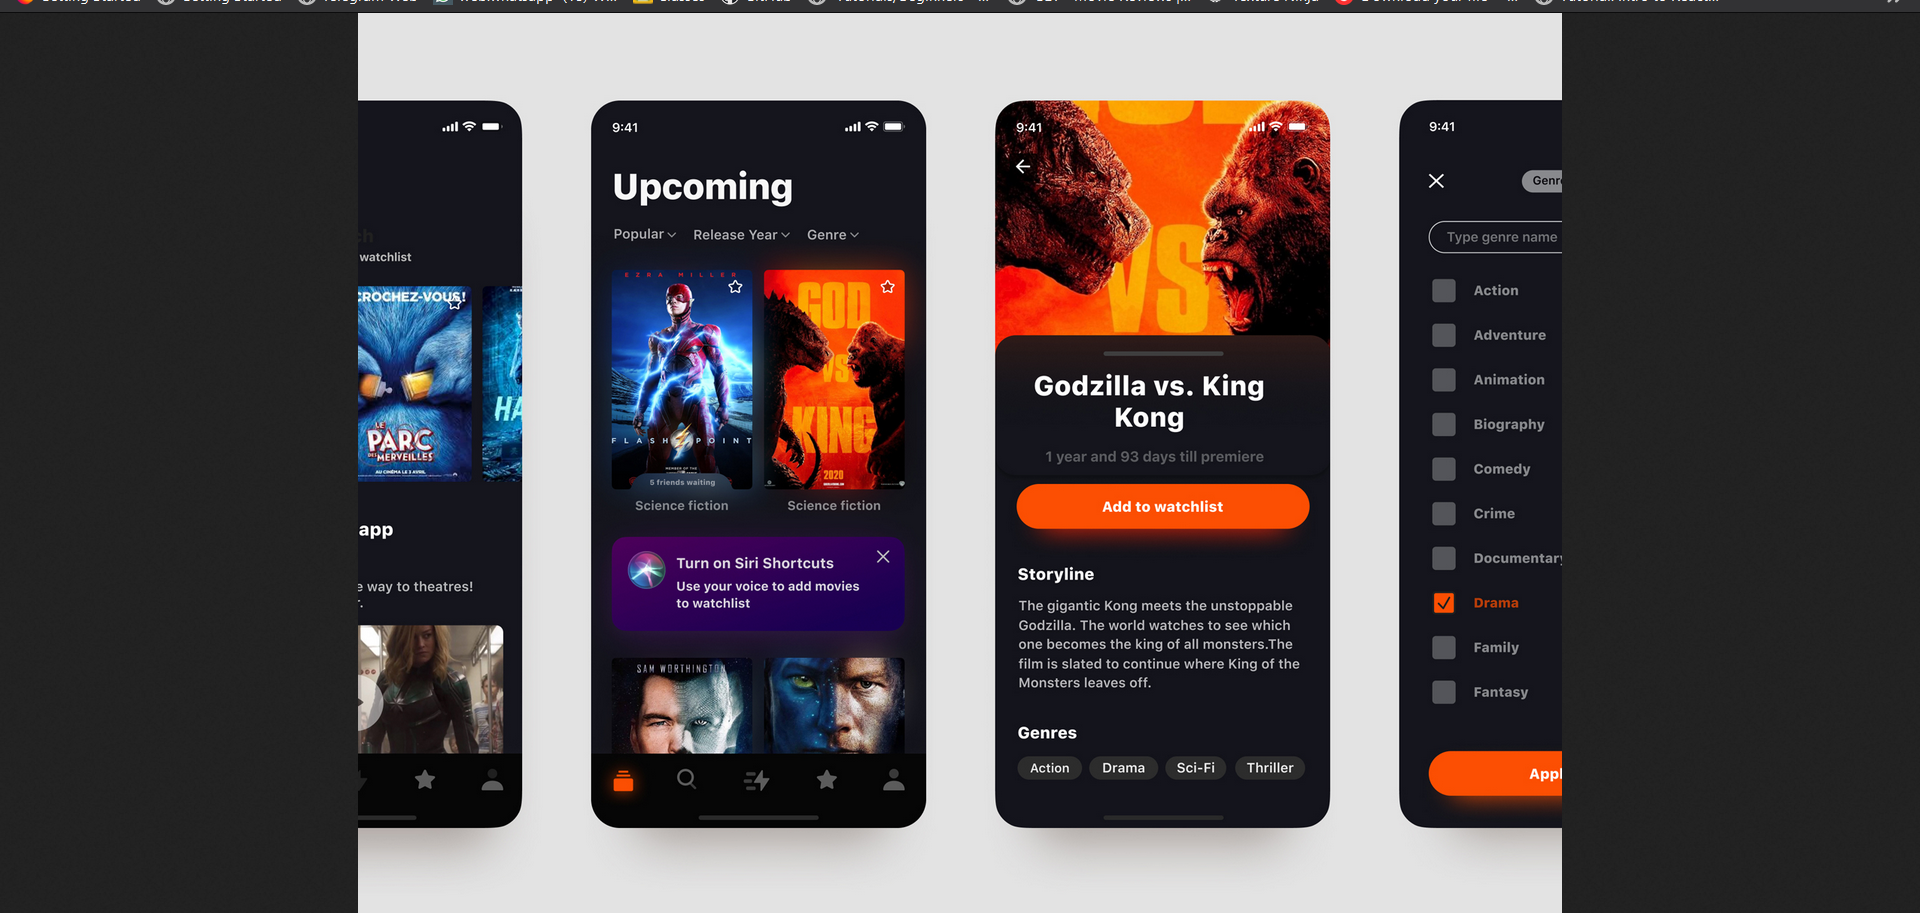 watchlist
CROCHEZ-VOUS!
LE
PARC
DES
MERVEILLES
AU CINÉMA LE 3 AVRIL
HA
app
e way to theatres!
r.
9:41
Upcoming
Popular
Release Year
Genre
EZRA MILLER
FLASHPOINT
MEMBER OF THE
5 friends waiting
Science fiction
GOD
VS
KING
2020
Science fiction
Turn on Siri Shortcuts
Use your voice to add movies
to watchlist
SAM WORTHINGTON
9:41
VS
Godzilla vs. King
Kong
1 year and 93 days till premiere
Add to watchlist
Storyline
The gigantic Kong meets the unstoppable
Godzilla. The world watches to see which
one becomes the king of all monsters.The
film is slated to continue where King of the
Monsters leaves off.
Genres
Action
Drama
Sci-Fi
Thriller
9:41
Genr
Type genre name
Action
Adventure
Animation
Biography
Comedy
Crime
Documentary
Drama
Family
Fantasy
Appl